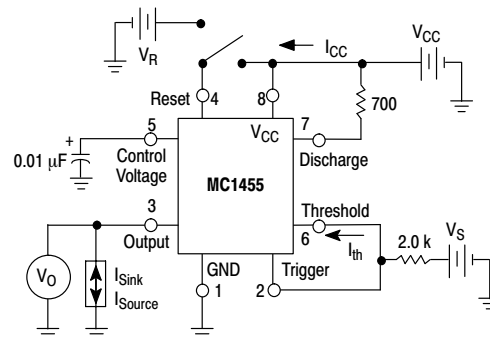 V_R
I_CC
V_CC
Reset
4
8
700
5
V_CC
7
+
0.01 μF
Control
Voltage
Discharge
MC1455
3
Threshold
Output
6
V_S
I_th
2.0 k
V_O
I_Sink
I_Source
GND
Trigger
1
2